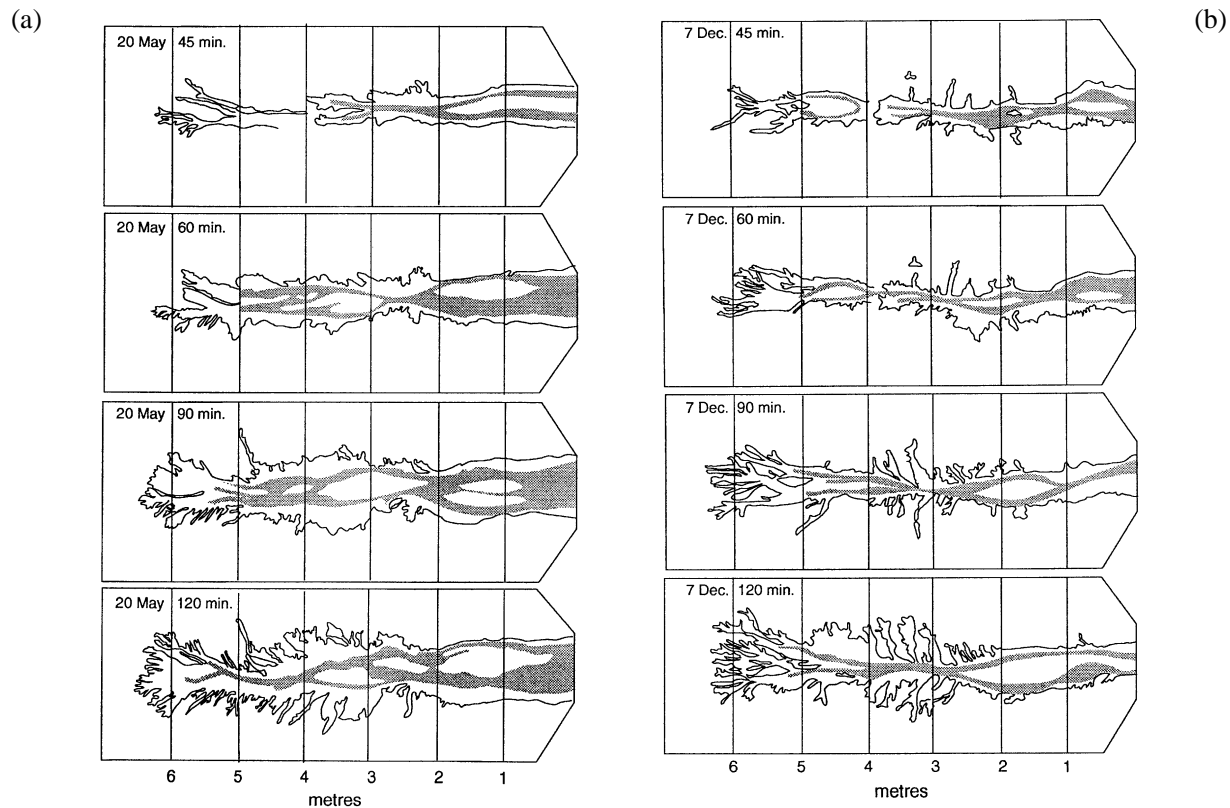 (a)
20 May 45 min.
20 May 60 min.
20 May 90 min.
20 May 120 min.
6 5 4 3 2 1
metres
(b)
7 Dec. 45 min.
7 Dec. 60 min.
7 Dec. 90 min.
7 Dec. 120 min.
6 5 4 3 2 1
metres